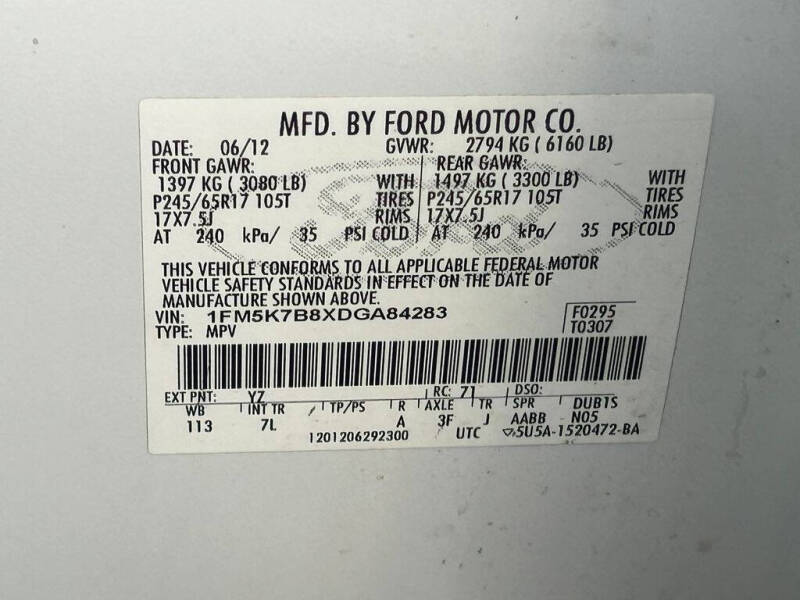 MFD. BY FORD MOTOR CO.
DATE: 06/12 GVWR: 2794 KG ( 6160 LB)
FRONT GAWR: REAR GAWR:
1397 KG ( 3080 LB) WITH 1497 KG ( 3300 LB) WITH
P245/65R17 105T TIRES P245/65R17 105T TIRES
17X7.5J RIMS 17X7.5J RIMS
AT 240 kPa/ 35 PSI COLD AT 240 kPa/ 35 PSI COLD
THIS VEHICLE CONFORMS TO ALL APPLICABLE FEDERAL MOTOR
VEHICLE SAFETY STANDARDS IN EFFECT ON THE DATE OF
MANUFACTURE SHOWN ABOVE.
VIN: 1FM5K7B8XDGA84283 F0295
TYPE: MPV T0307
EXT PNT: YZ RC: 71 DSO:
WB INT TR TP/PS R AXLE TR SPR DUB1S
113 7L A 3F J AABB N05
1201206292300 UTC 5U5A-1520472-BA